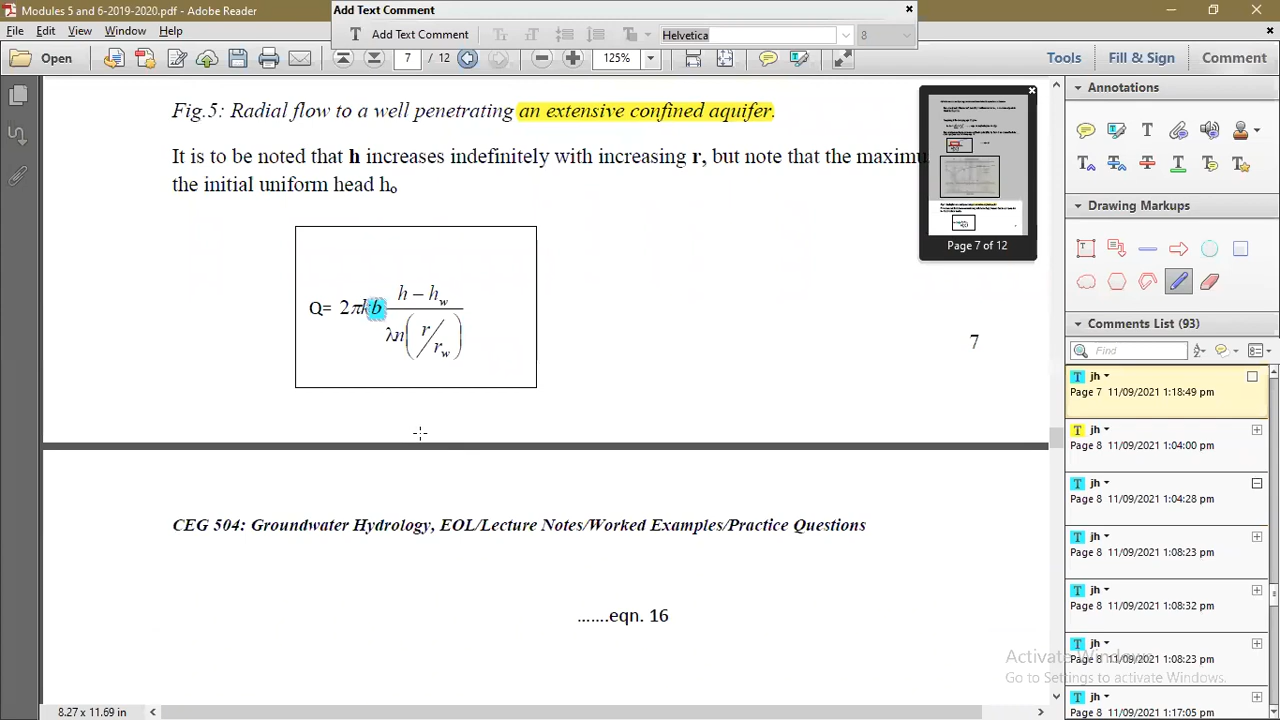 Modules 5 and 6-2019-2020.pdf - Adobe Reader
Add Text Comment
File Edit View Window Help
Add Text Comment
Helvetica
8
Open
7 / 12
125%
Tools
Fill & Sign
Comment
Fig.5: Radial flow to a well penetrating an extensive confined aquifer.
It is to be noted that h increases indefinitely with increasing r, but note that the maximu
the initial uniform head hₒ
Q= 2πkb (h − h_w) / λn(r/r_w)
7
CEG 504: Groundwater Hydrology, EOL/Lecture Notes/Worked Examples/Practice Questions
.......eqn. 16
8.27 x 11.69 in
Page 7 of 12
Annotations
Drawing Markups
Comments List (93)
Find
jh
Page 7 11/09/2021 1:18:49 pm
jh
Page 8 11/09/2021 1:04:00 pm
jh
Page 8 11/09/2021 1:04:28 pm
jh
Page 8 11/09/2021 1:08:23 pm
jh
Page 8 11/09/2021 1:08:32 pm
jh
Page 8 11/09/2021 1:08:23 pm
jh
Page 8 11/09/2021 1:17:05 pm
Activate Windows
Go to Settings to activate Windows.